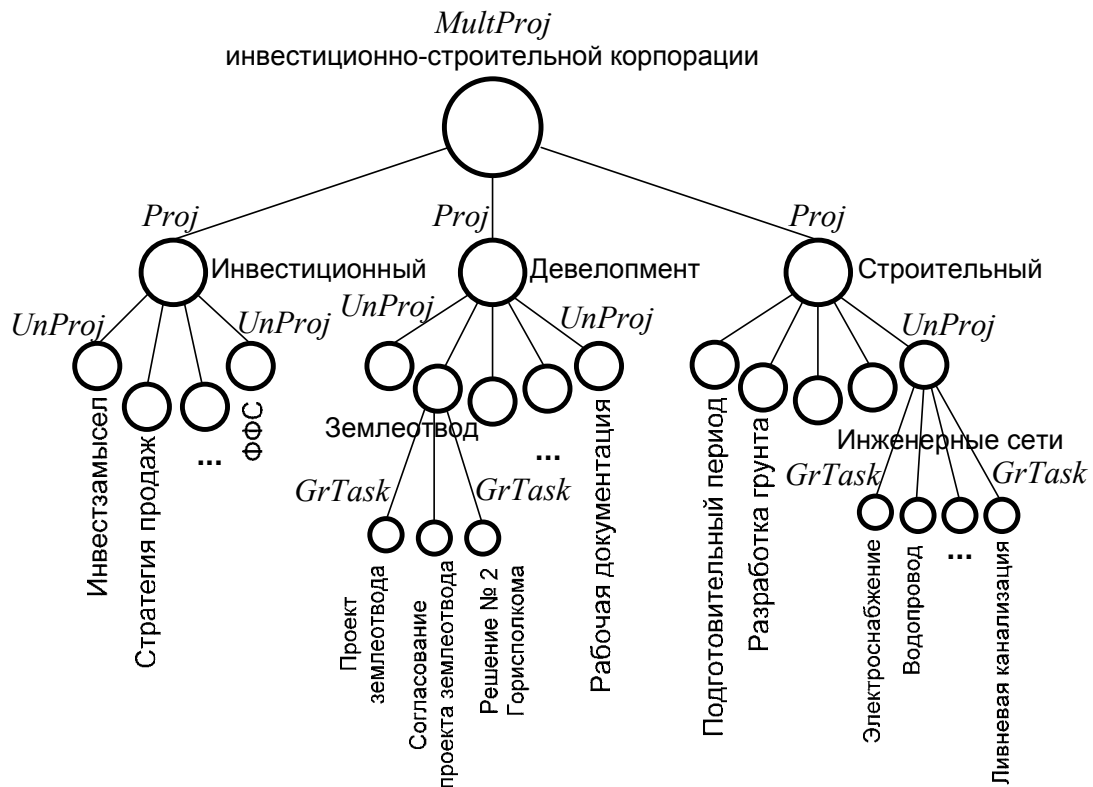 MultProj
инвестиционно-строительной корпорации
Proj
Proj
Proj
Инвестиционный
Девелопмент
Строительный
UnProj
UnProj
UnProj
UnProj
UnProj
Инвестзамысел
Стратегия продаж
...
ФФС
Землеотвод
...
Рабочая документация
Подготовительный период
Разработка грунта
Инженерные сети
GrTask
GrTask
GrTask
GrTask
Проект
землеотвода
Согласование
проекта землеотвода
Решение № 2
Горисполкома
Электроснабжение
Водопровод
...
Ливневая канализация